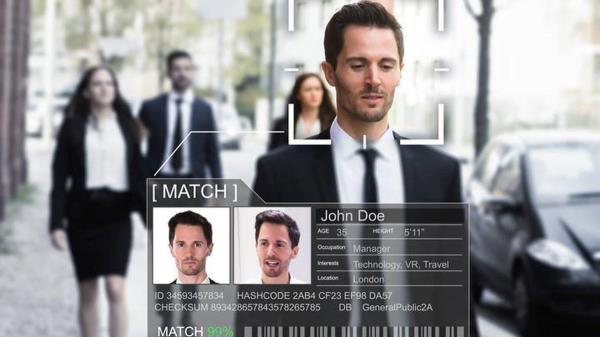 [ MATCH ]
John Doe
AGE 35 HEIGHT 5'11"
Occupation Manager
Interests Technology, VR, Travel
Location London
ID 34593457834 HASHCODE 2AB4 CF23 EF98 DA57
CHECKSUM 893428657843578265785 DB GeneralPublic2A
MATCH 99%